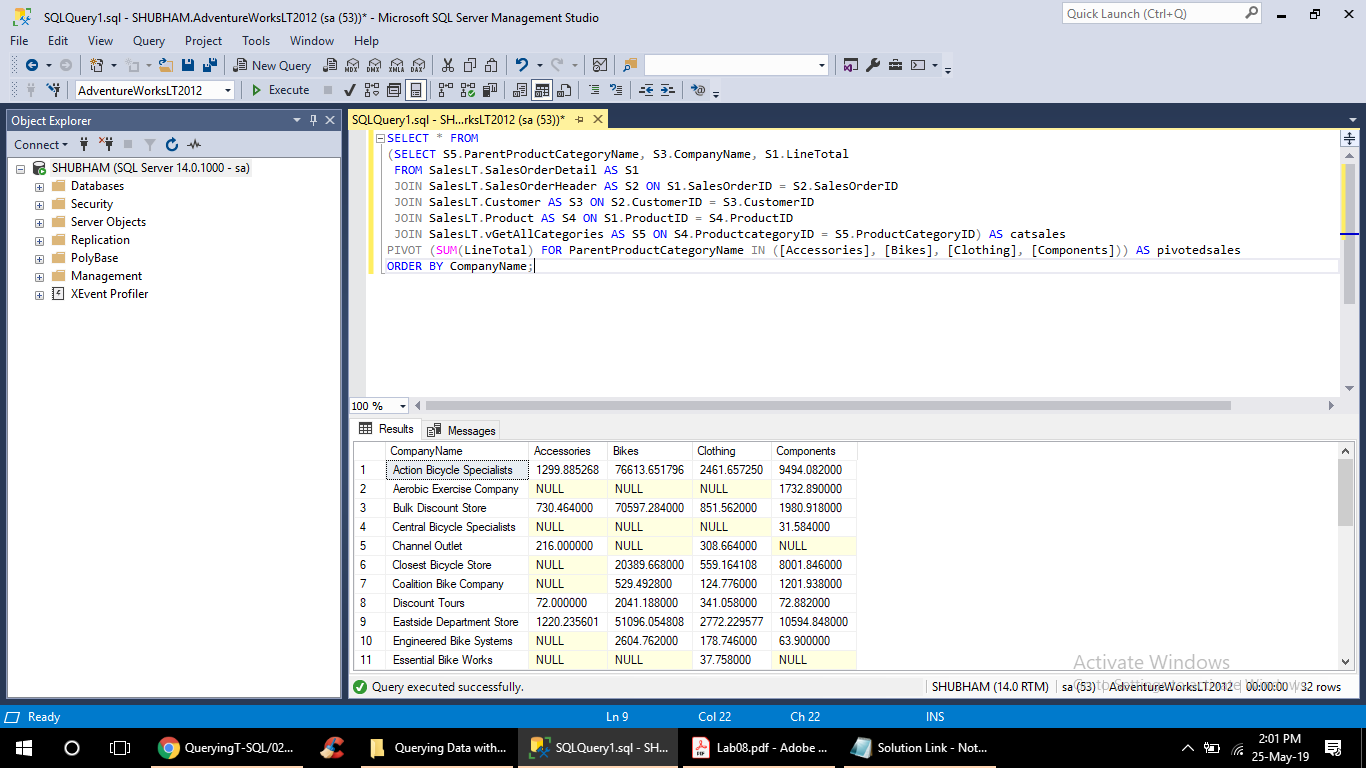 SQLQuery1.sql - SHUBHAM.AdventureWorksLT2012 (sa (53))* - Microsoft SQL Server Management Studio
Quick Launch (Ctrl+Q)
File Edit View Query Project Tools Window Help
New Query MDX DMX XMLA DAX
AdventureWorksLT2012 Execute
Object Explorer
Connect
SHUBHAM (SQL Server 14.0.1000 - sa)
Databases
Security
Server Objects
Replication
PolyBase
Management
XEvent Profiler
SQLQuery1.sql - SH...rksLT2012 (sa (53))*
SELECT * FROM
(SELECT S5.ParentProductCategoryName, S3.CompanyName, S1.LineTotal
FROM SalesLT.SalesOrderDetail AS S1
JOIN SalesLT.SalesOrderHeader AS S2 ON S1.SalesOrderID = S2.SalesOrderID
JOIN SalesLT.Customer AS S3 ON S2.CustomerID = S3.CustomerID
JOIN SalesLT.Product AS S4 ON S1.ProductID = S4.ProductID
JOIN SalesLT.vGetAllCategories AS S5 ON S4.ProductcategoryID = S5.ProductCategoryID) AS catsales
PIVOT (SUM(LineTotal) FOR ParentProductCategoryName IN ([Accessories], [Bikes], [Clothing], [Components])) AS pivotedsales
ORDER BY CompanyName;
100 %
Results Messages
CompanyName Accessories Bikes Clothing Components
1 Action Bicycle Specialists 1299.885268 76613.651796 2461.657250 9494.082000
2 Aerobic Exercise Company NULL NULL NULL 1732.890000
3 Bulk Discount Store 730.464000 70597.284000 851.562000 1980.918000
4 Central Bicycle Specialists NULL NULL NULL 31.584000
5 Channel Outlet 216.000000 NULL 308.664000 NULL
6 Closest Bicycle Store NULL 20389.668000 559.164108 8001.846000
7 Coalition Bike Company NULL 529.492800 124.776000 1201.938000
8 Discount Tours 72.000000 2041.188000 341.058000 72.882000
9 Eastside Department Store 1220.235601 51096.054808 2772.229577 10594.848000
10 Engineered Bike Systems NULL 2604.762000 178.746000 63.900000
11 Essential Bike Works NULL NULL 37.758000 NULL
Activate Windows
Go to Settings to activate Windows.
Query executed successfully. SHUBHAM (14.0 RTM) sa (53) AdventureWorksLT2012 00:00:00 32 rows
Ready Ln 9 Col 22 Ch 22 INS
QueryingT-SQL/02... Querying Data with... SQLQuery1.sql - SH... Lab08.pdf - Adobe ... Solution Link - Not...
2:01 PM
25-May-19